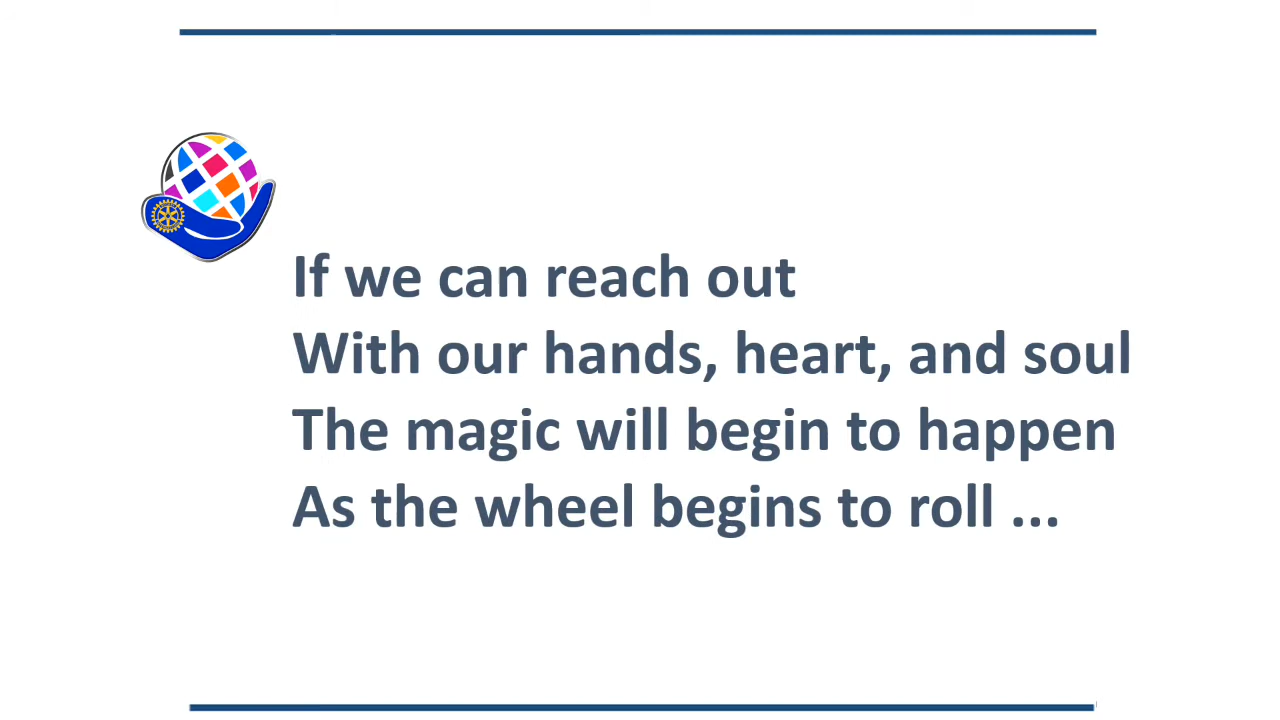 If we can reach out
With our hands, heart, and soul
The magic will begin to happen
As the wheel begins to roll ...